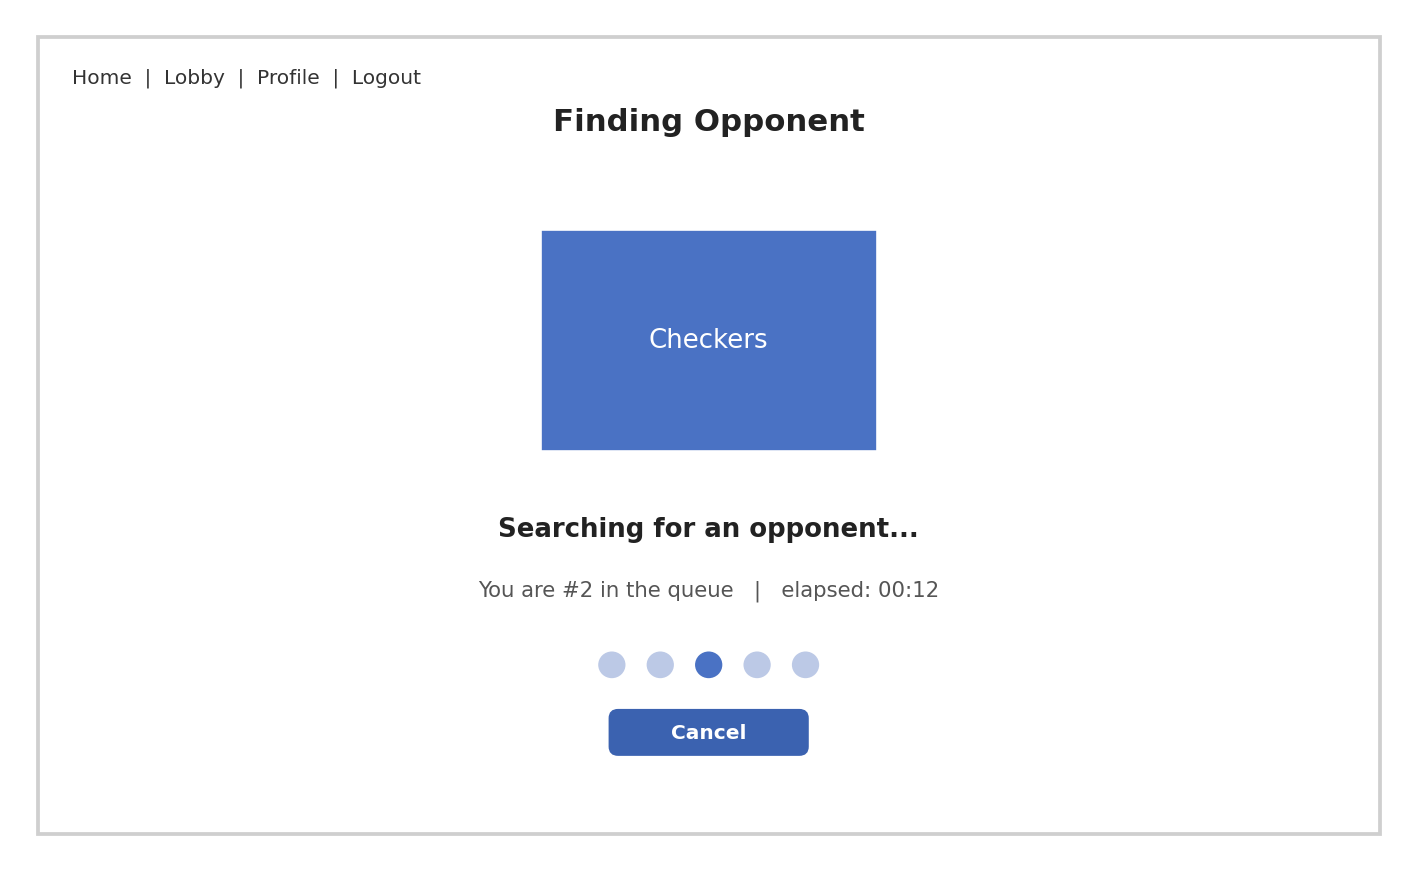 Home | Lobby | Profile | Logout
Finding Opponent
Checkers
Searching for an opponent...
You are #2 in the queue | elapsed: 00:12
Cancel